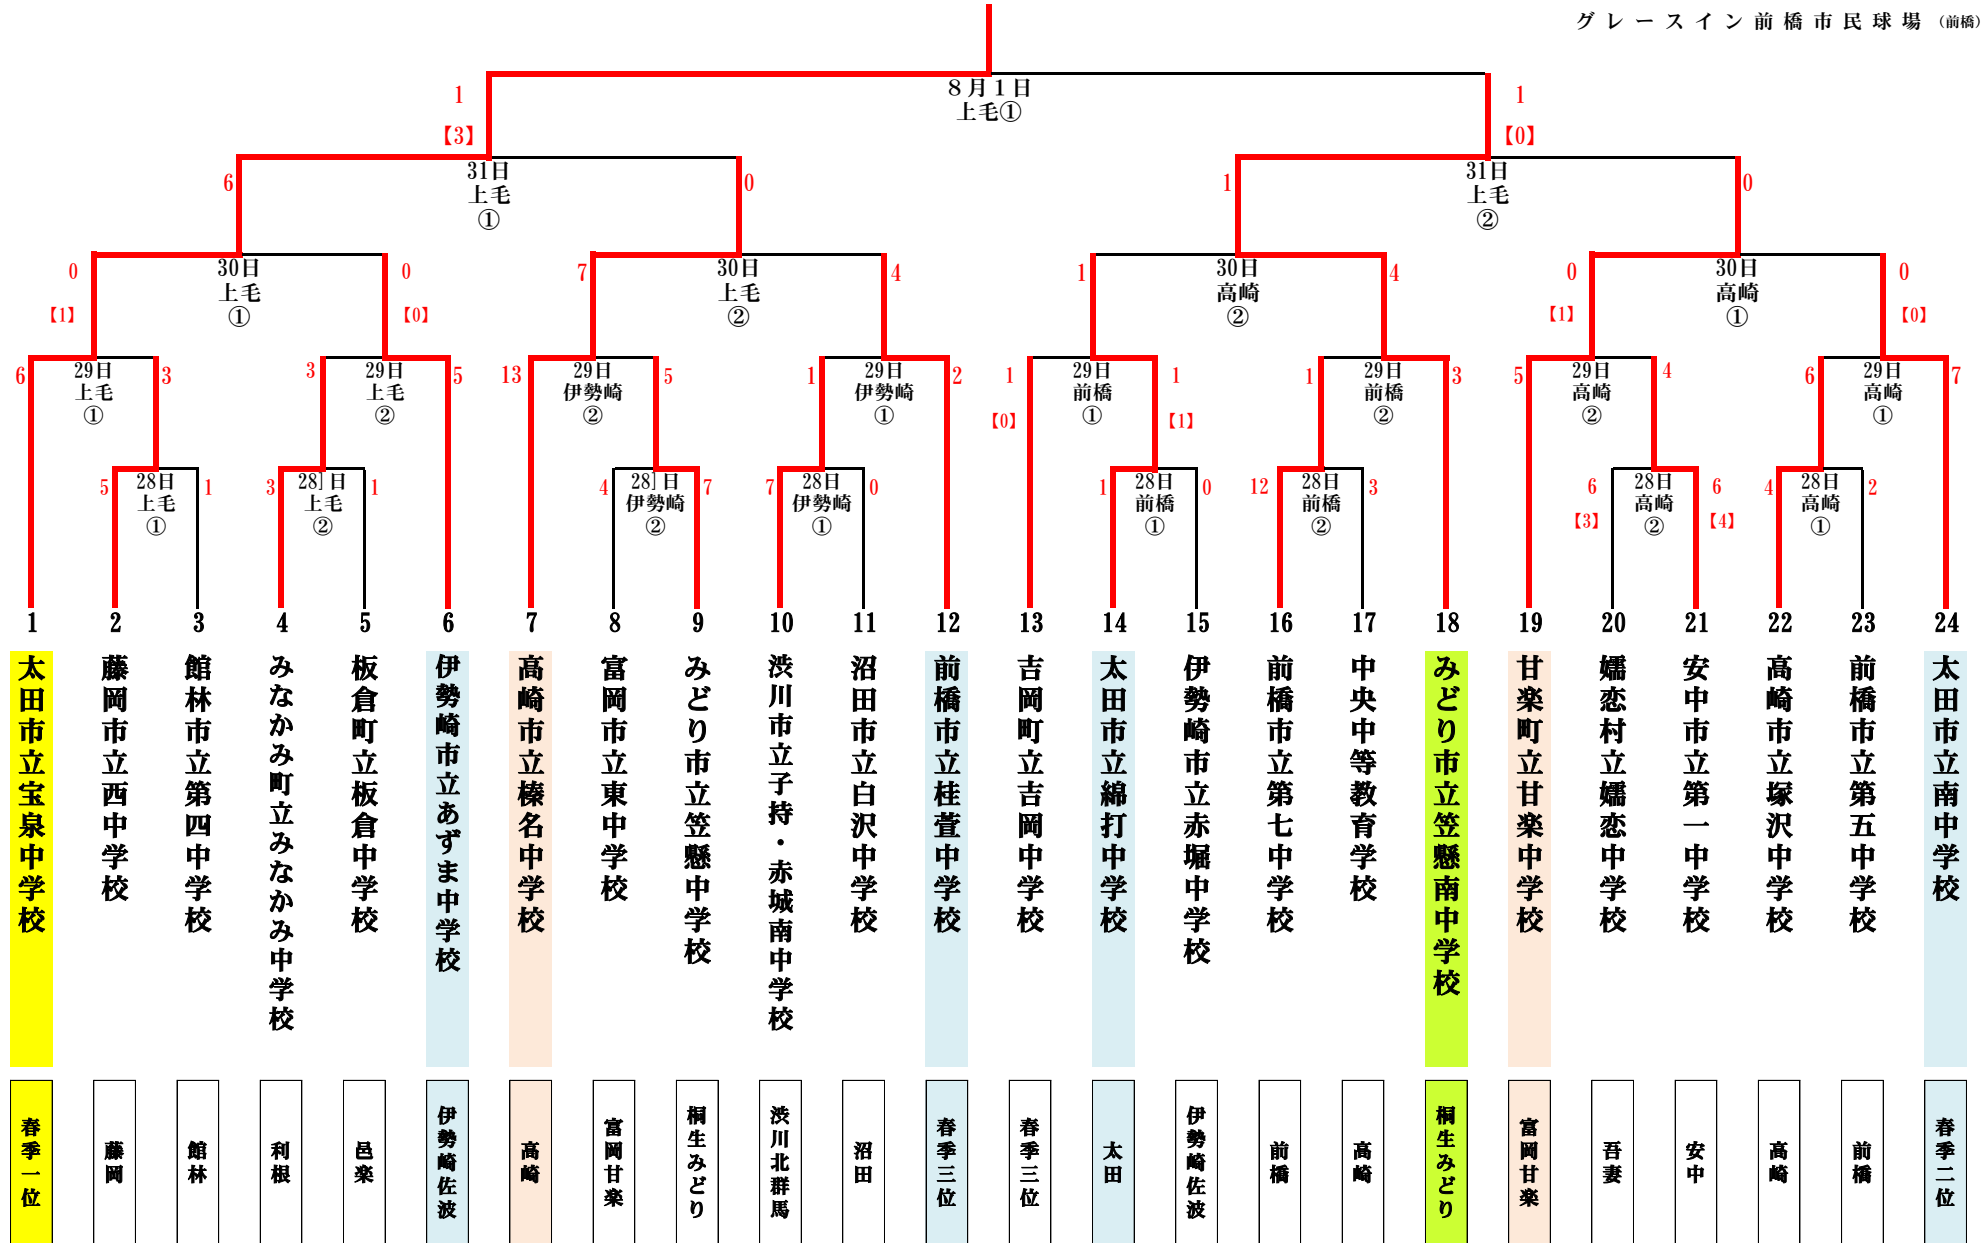 グレースイン前橋市民球場（前橋）
8月1日
上毛①
1
【3】
1
【0】
31日
上毛
①
6
0
31日
上毛
②
1
0
30日
上毛
①
0
【1】
0
【0】
30日
上毛
②
7
4
30日
高崎
②
1
4
30日
高崎
①
0
【1】
0
【0】
29日
上毛
①
6
3
29日
上毛
②
3
5
29日
伊勢崎
②
13
5
29日
伊勢崎
①
1
2
29日
前橋
①
1
【0】
1
【1】
29日
前橋
②
1
3
29日
高崎
②
5
4
29日
高崎
①
6
7
28日
上毛
①
5
1
28日
上毛
②
3
1
28日
伊勢崎
②
4
7
28日
伊勢崎
①
7
0
28日
前橋
①
1
0
28日
前橋
②
12
3
28日
高崎
②
6
【3】
6
【4】
28日
高崎
①
4
2
1
太田市立宝泉中学校
春季一位
2
藤岡市立西中学校
藤岡
3
館林市立第四中学校
館林
4
みなかみ町立みなかみ中学校
利根
5
板倉町立板倉中学校
邑楽
6
伊勢崎市立あずま中学校
伊勢崎佐波
7
高崎市立榛名中学校
高崎
8
富岡市立東中学校
富岡甘楽
9
みどり市立笠懸中学校
桐生みどり
10
渋川市立子持・赤城南中学校
渋川北群馬
11
沼田市立白沢中学校
沼田
12
前橋市立桂萱中学校
春季三位
13
吉岡町立吉岡中学校
春季三位
14
太田市立綿打中学校
太田
15
伊勢崎市立赤堀中学校
伊勢崎佐波
16
前橋市立第七中学校
前橋
17
中央中等教育学校
高崎
18
みどり市立笠懸南中学校
桐生みどり
19
甘楽町立甘楽中学校
富岡甘楽
20
嬬恋村立嬬恋中学校
吾妻
21
安中市立第一中学校
安中
22
高崎市立塚沢中学校
高崎
23
前橋市立第五中学校
前橋
24
太田市立南中学校
春季二位